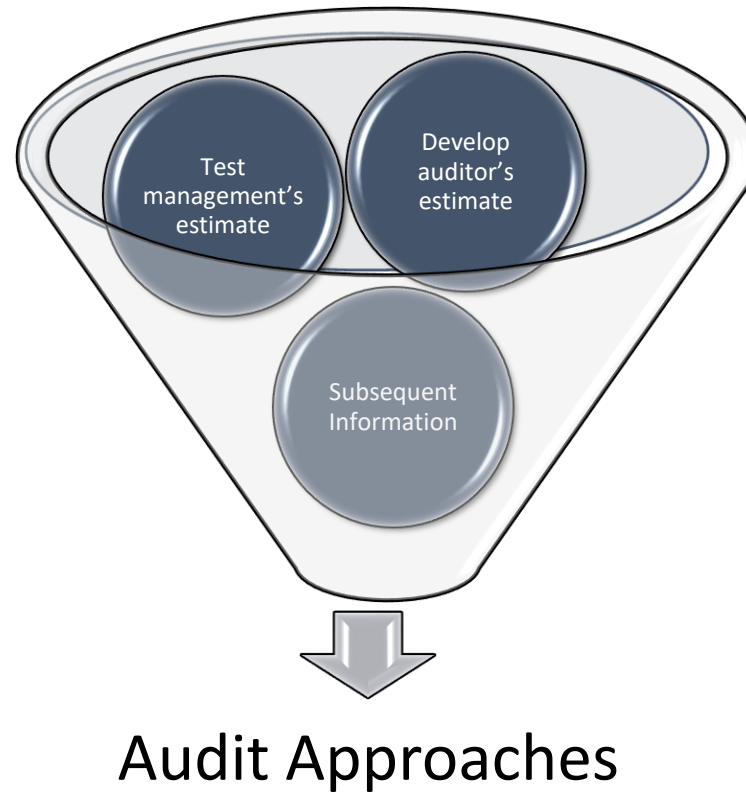 Test
management’s
estimate
Develop
auditor’s
estimate
Subsequent
Information
Audit Approaches